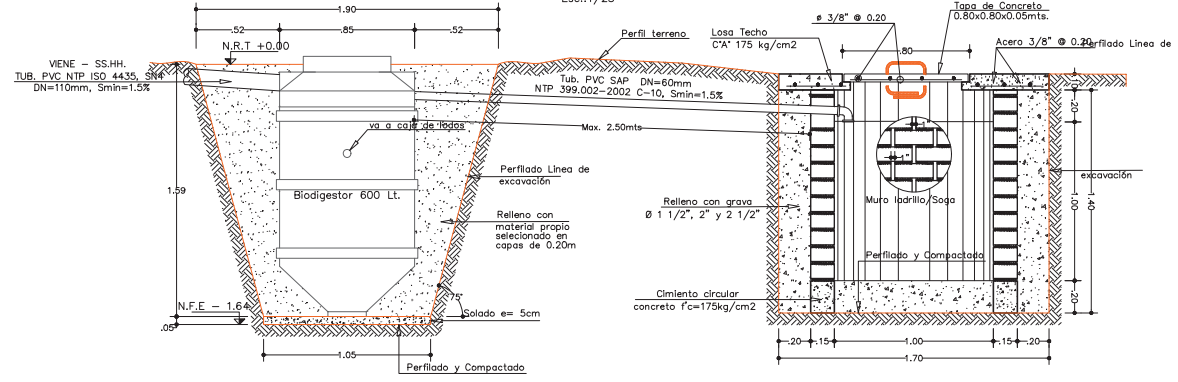 Esc.:1/25
1.90
.52
.85
.52
N.R.T +0.00
VIENE - SS.HH.
TUB. PVC NTP ISO 4435, SN4
DN=110mm, Smin=1.5%
Perfil terreno
Tub. PVC SAP DN=60mm
NTP 399.002-2002 C-10, Smin=1.5%
va a caja de lodos
Max. 2.50mts
1.59
Biodigestor 600 Lt.
Perfilado Linea de
excavación
Relleno con
material propio
selecionado en
capas de 0.20m
N.F.E - 1.64
.05
75°
Solado e= 5cm
1.05
Perfilado y Compactado
ø 3/8" @ 0.20
Tapa de Concreto
0.80x0.80x0.05mts.
Losa Techo
C"A" 175 kg/cm2
.80
Acero 3/8" @ 0.20
Perfilado Linea de
excavación
.10
.20
1.00
1.40
.20
1"
1"
Muro ladrillo/Soga
Relleno con grava
Ø 1 1/2", 2" y 2 1/2"
Perfilado y Compactado
Cimiento circular
concreto f'c=175kg/cm2
.20
.15
1.00
.15
.20
1.70